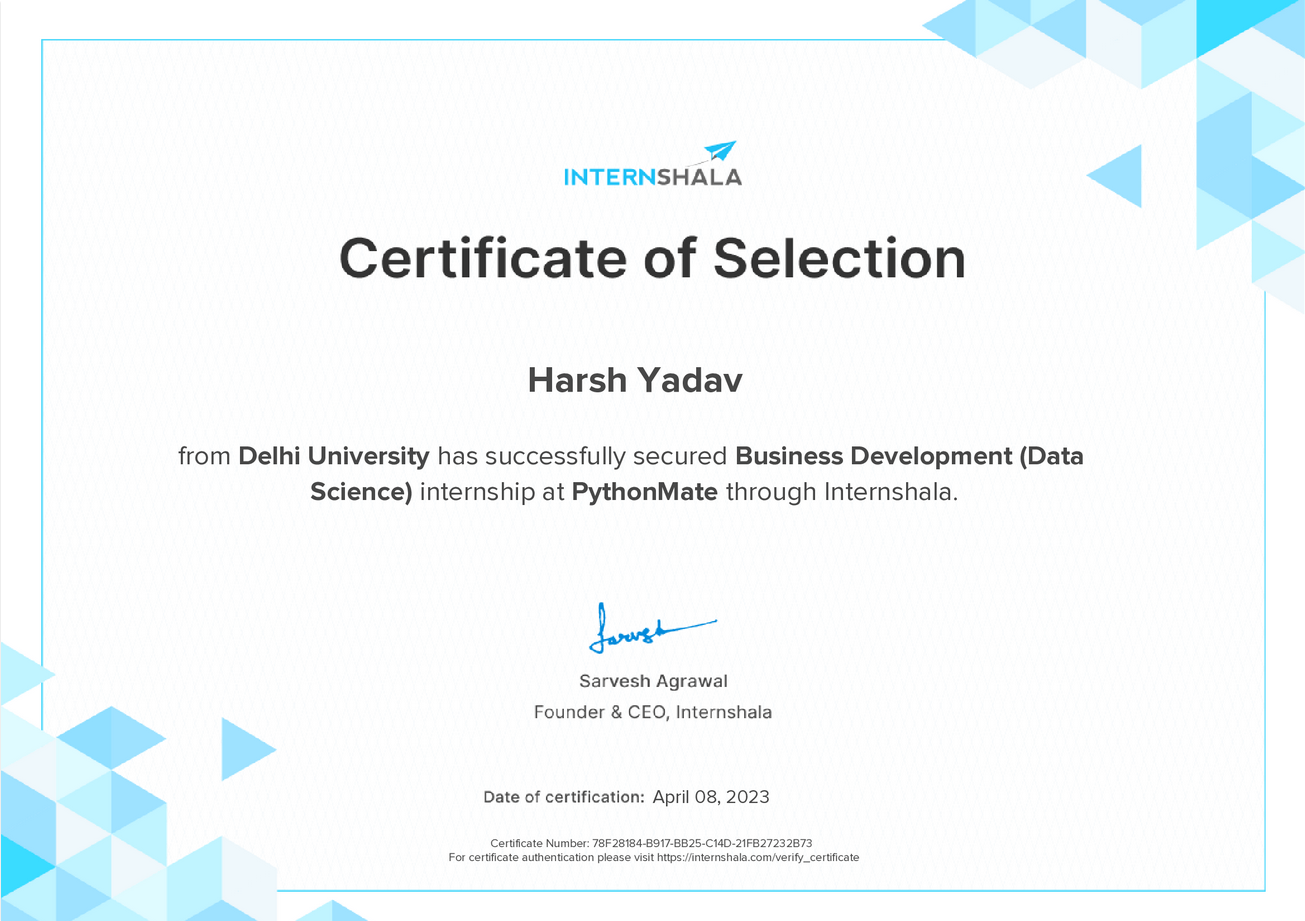 INTERNSHALA
Certificate of Selection
Harsh Yadav
from Delhi University has successfully secured Business Development (Data
Science) internship at PythonMate through Internshala.
Sarvesh
Sarvesh Agrawal
Founder & CEO, Internshala
Date of certification: April 08, 2023
Certificate Number: 78F28184-B917-BB25-C14D-21FB27232B73
For certificate authentication please visit https://internshala.com/verify_certificate